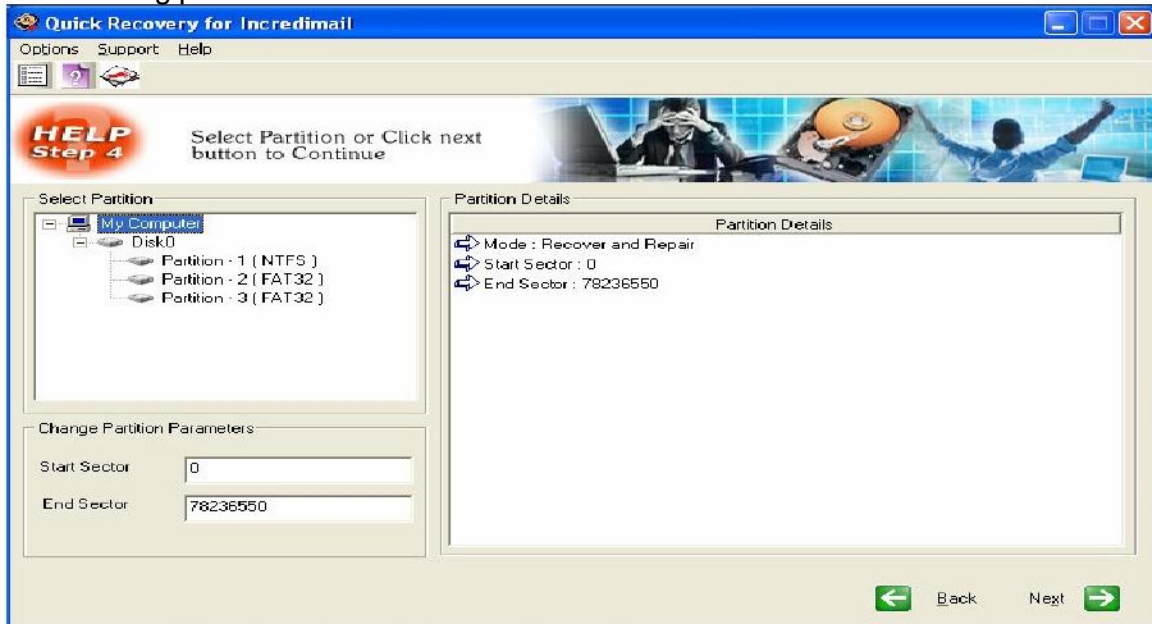 Quick Recovery for Incredimail
Options Support Help
HELP
Step 4
Select Partition or Click next
button to Continue
Select Partition
My Computer
Disk0
Partition - 1 ( NTFS )
Partition - 2 ( FAT32 )
Partition - 3 ( FAT32 )
Change Partition Parameters
Start Sector 0
End Sector 78236550
Partition Details
Partition Details
Mode : Recover and Repair
Start Sector : 0
End Sector : 78236550
Back Next